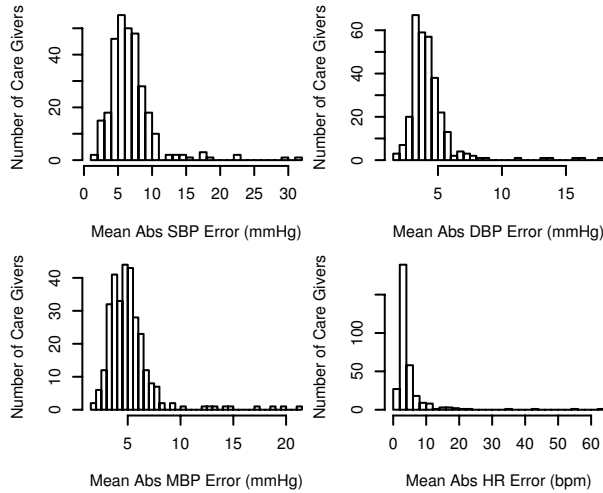 Number of Care Givers
0 20 40
0 5 10 15 20 25 30
Mean Abs SBP Error (mmHg)
Number of Care Givers
0 20 40 60
5 10 15
Mean Abs DBP Error (mmHg)
Number of Care Givers
0 10 20 30 40
5 10 15 20
Mean Abs MBP Error (mmHg)
Number of Care Givers
0 50 100
0 10 20 30 40 50 60
Mean Abs HR Error (bpm)